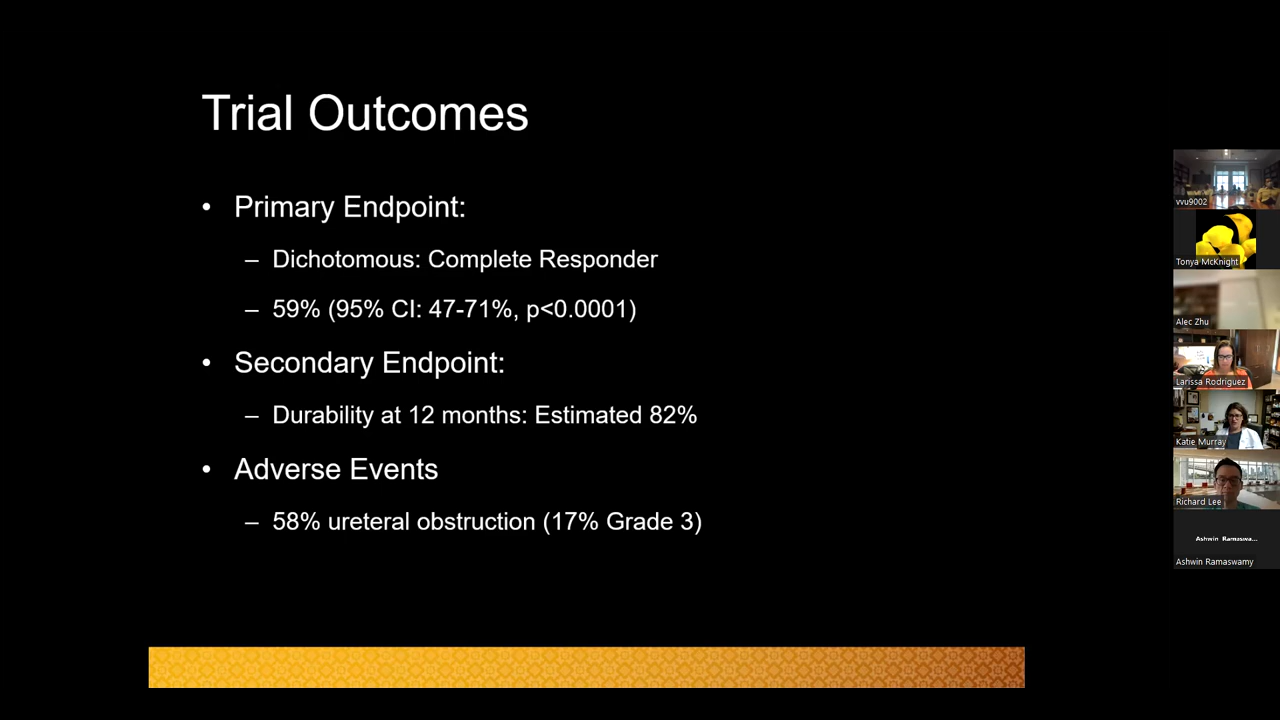 Trial Outcomes
• Primary Endpoint:
– Dichotomous: Complete Responder
– 59% (95% CI: 47-71%, p<0.0001)
• Secondary Endpoint:
– Durability at 12 months: Estimated 82%
• Adverse Events
– 58% ureteral obstruction (17% Grade 3)
vvu9002
Tonya McKnight
Alec Zhu
Larissa Rodriguez
Katie Murray
Richard Lee
Ashwin Ramaswa...
Ashwin Ramaswamy